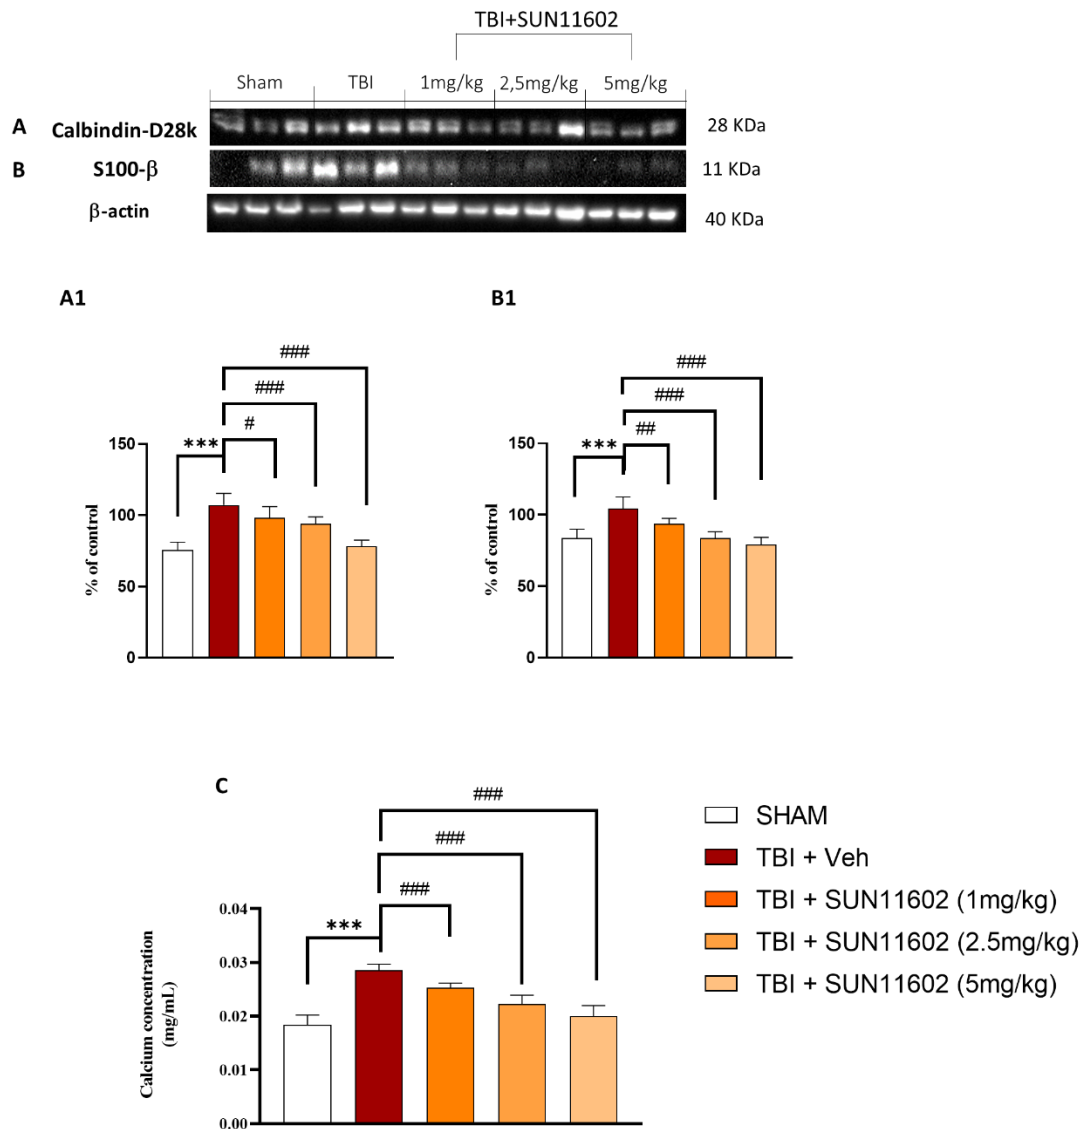 TBI+SUN11602
Sham TBI 1mg/kg 2,5mg/kg 5mg/kg
A Calbindin-D28k 28 KDa
B S100-β 11 KDa
β-actin 40 KDa
A1 B1
###
###
#
***
150
100
50
0
% of control
###
###
##
***
150
100
50
0
% of control
C
###
###
###
***
0.04
0.03
0.02
0.01
0.00
Calcium concentration
(mg/mL)
SHAM
TBI + Veh
TBI + SUN11602 (1mg/kg)
TBI + SUN11602 (2.5mg/kg)
TBI + SUN11602 (5mg/kg)